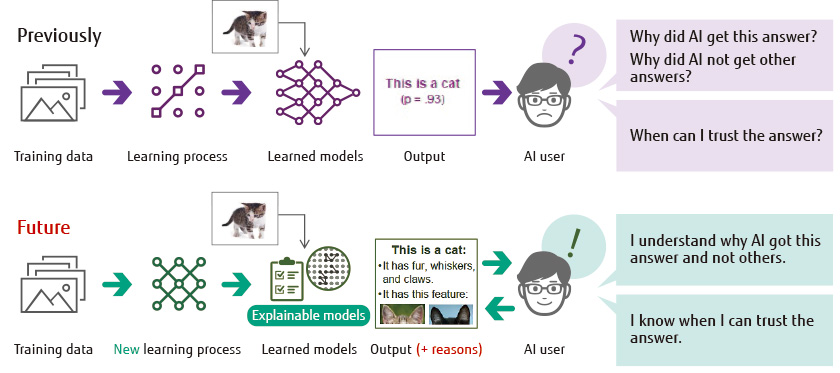 Previously
This is a cat
(p = .93)
?
Why did AI get this answer?
Why did AI not get other
answers?
When can I trust the answer?
Training data
Learning process
Learned models
Output
AI user
Future
This is a cat:
•It has fur, whiskers,
and claws.
•It has this feature:
!
I understand why AI got this
answer and not others.
I know when I can trust the
answer.
Explainable models
Training data
New learning process
Learned models
Output (+ reasons)
AI user